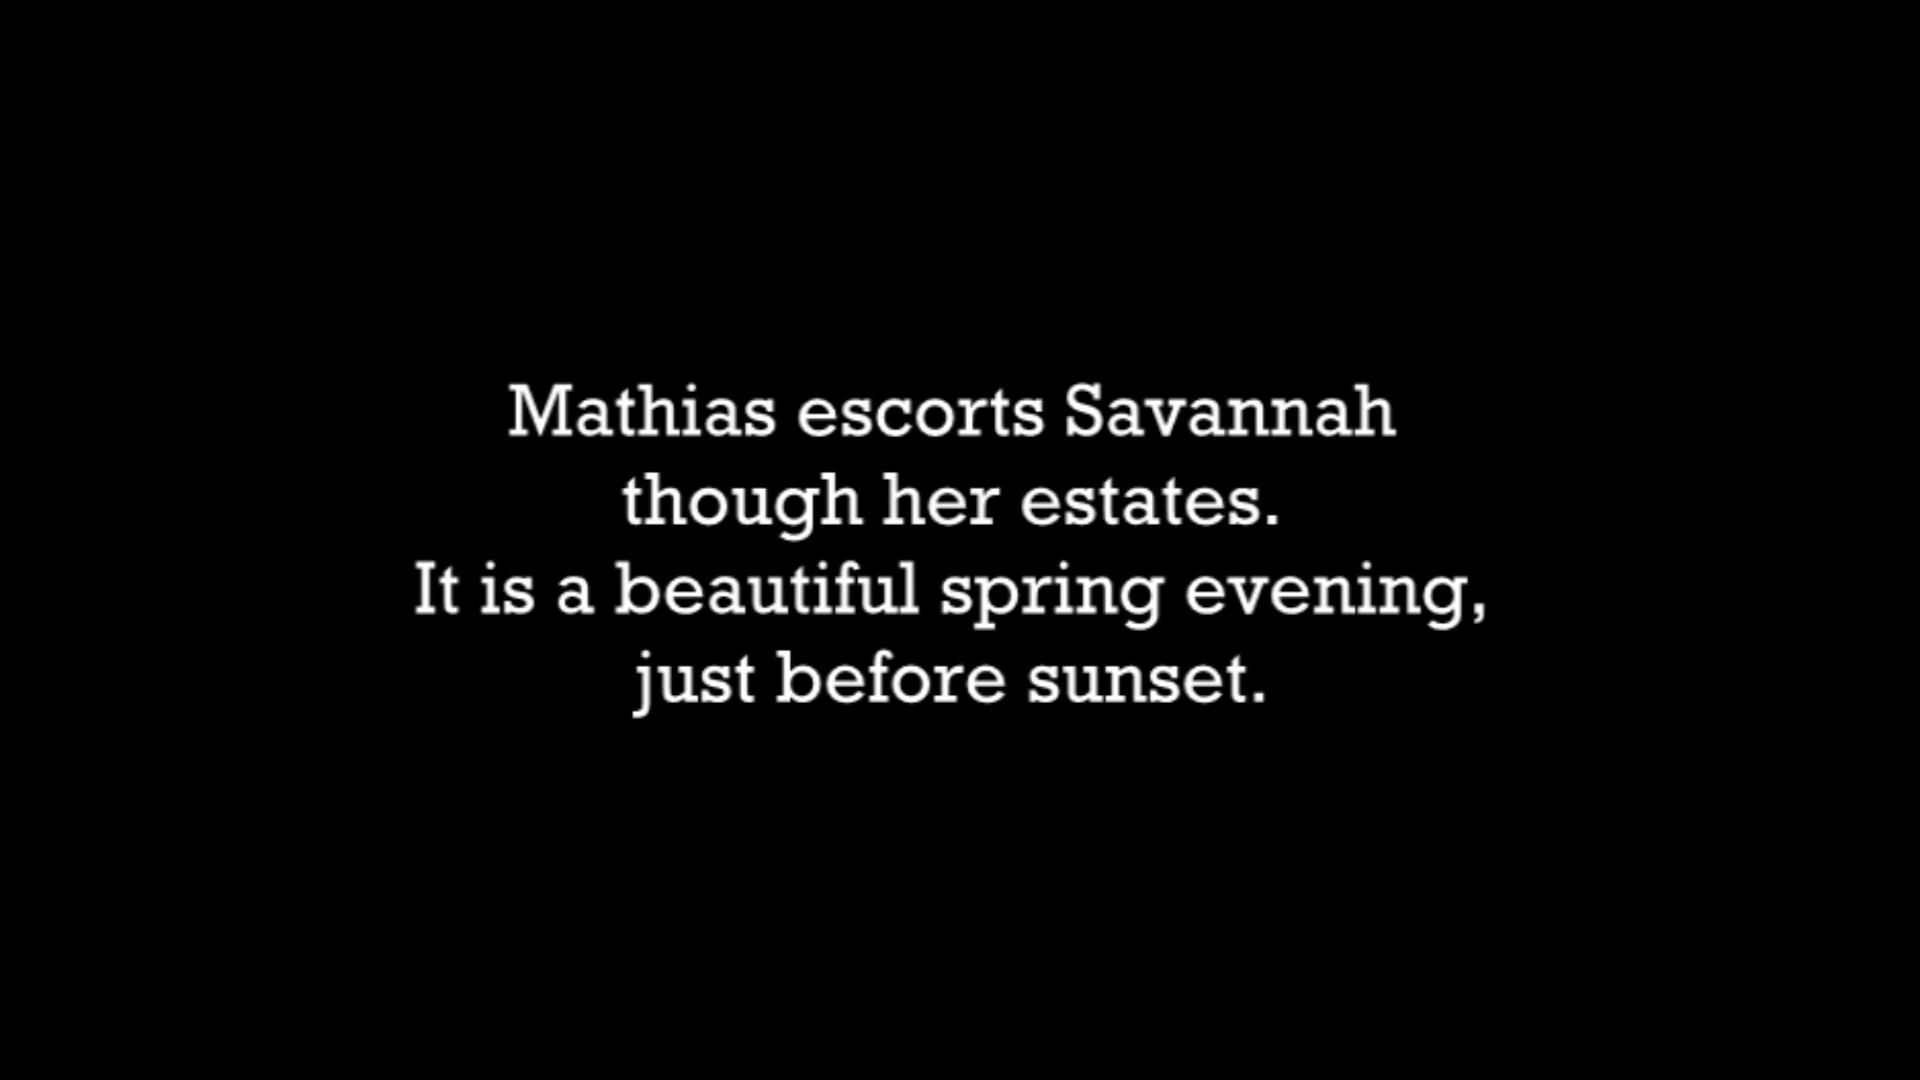 Mathias escorts Savannah
though her estates.
It is a beautiful spring evening,
just before sunset.